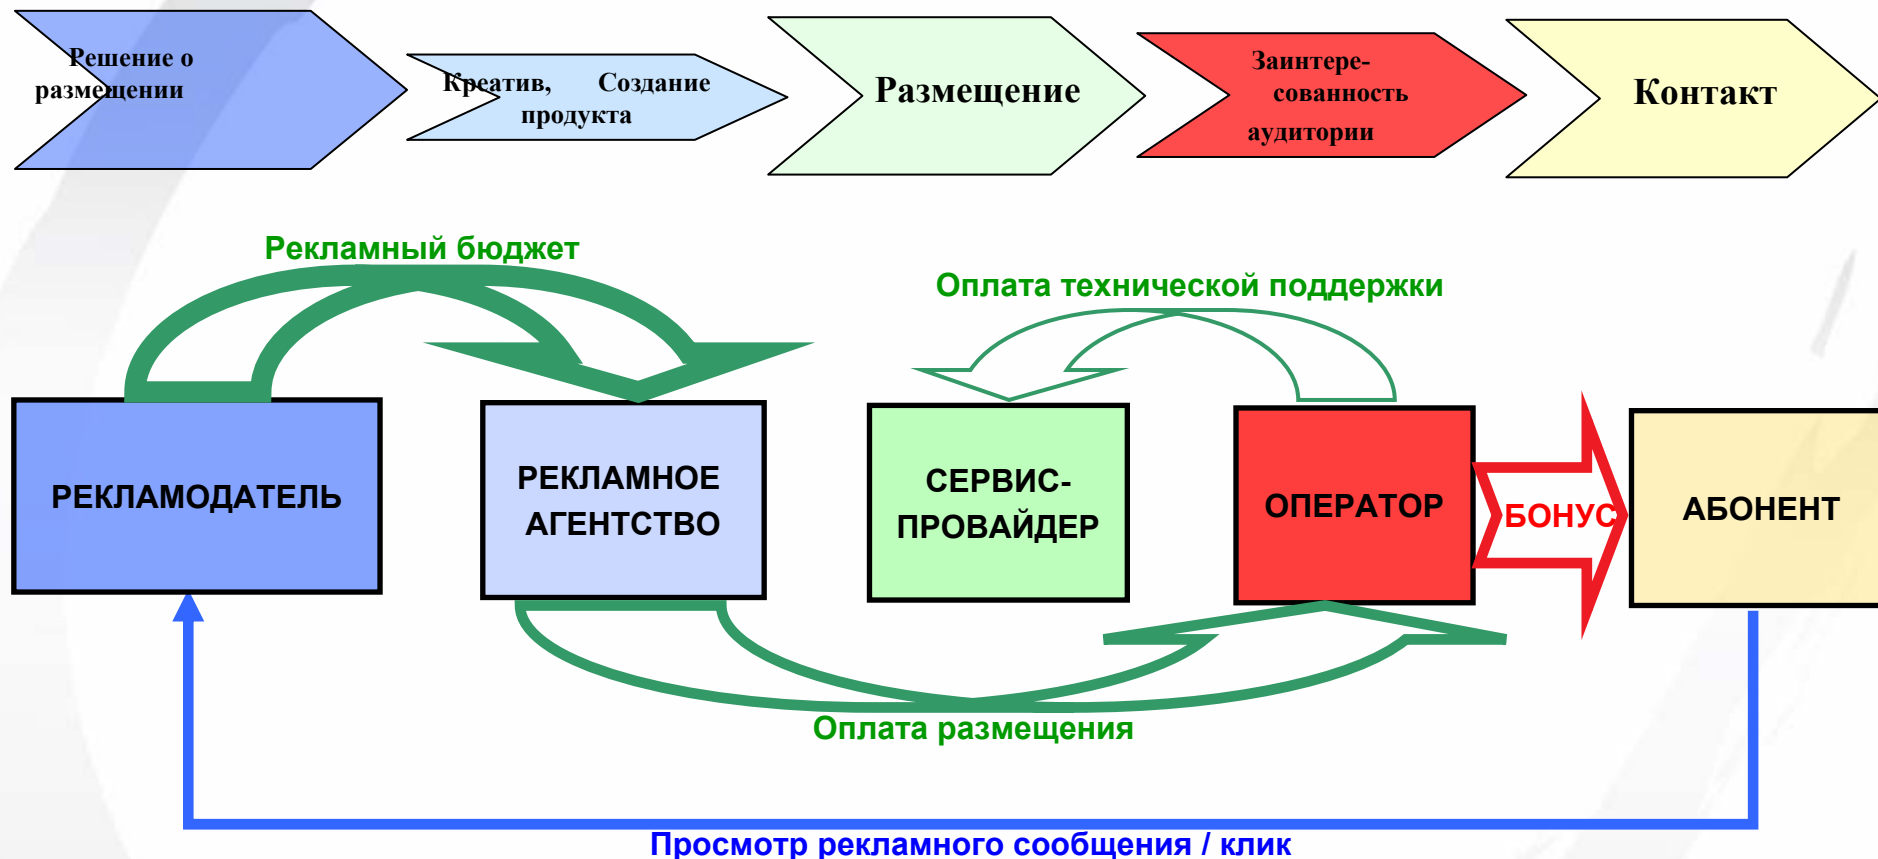 Решение о
размещении
Креатив, Создание
продукта
Размещение
Заинтере-
сованность
аудитории
Контакт
Рекламный бюджет
Оплата технической поддержки
РЕКЛАМОДАТЕЛЬ
РЕКЛАМНОЕ
АГЕНТСТВО
СЕРВИС-
ПРОВАЙДЕР
ОПЕРАТОР
БОНУС
АБОНЕНТ
Оплата размещения
Просмотр рекламного сообщения / клик